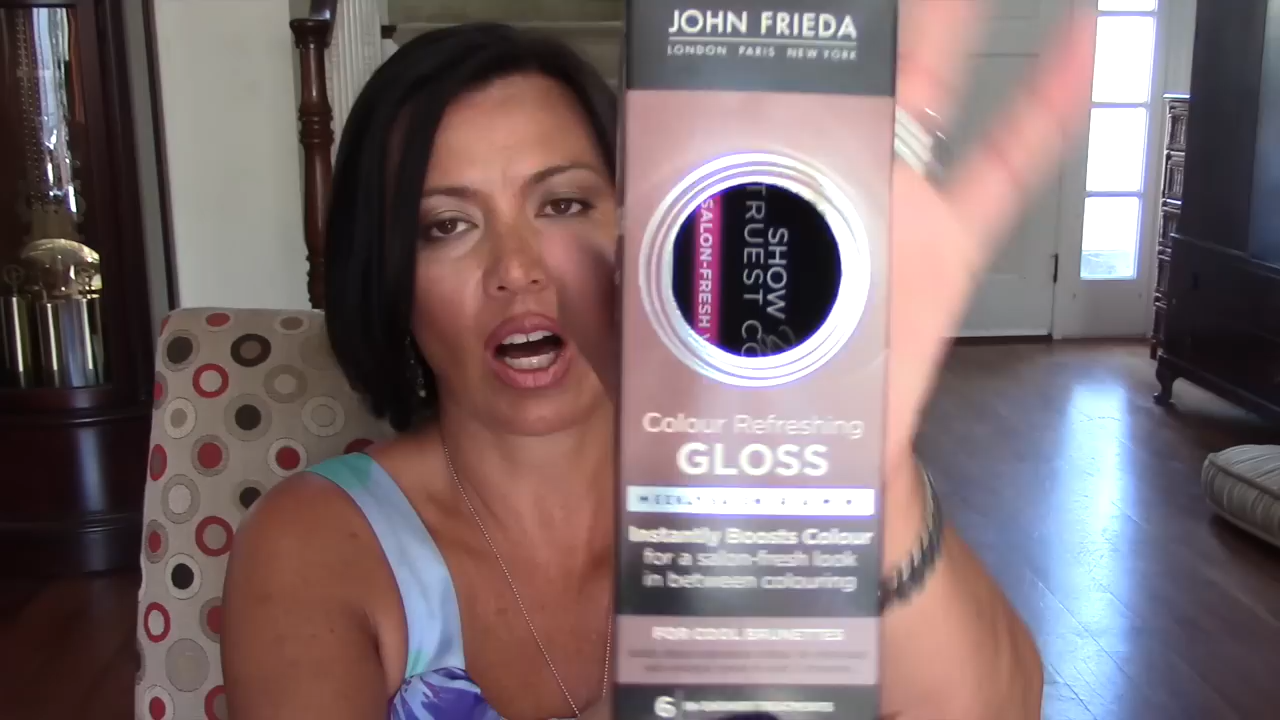 JOHN FRIEDA
LONDON PARIS NEW YORK
SHOW
TRUEST CO
SALON-FRESH
Colour Refreshing
GLOSS
Instantly Boosts Colour
for a salon-fresh look
in between colouring
FOR COOL BRUNETTES
6